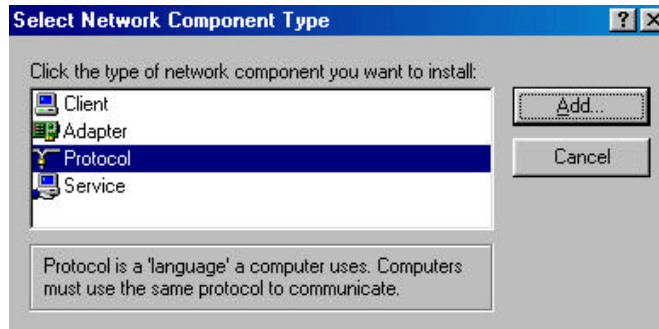 Select Network Component Type
Click the type of network component you want to install:
Client
Adapter
Protocol
Service
Add...
Cancel
Protocol is a 'language' a computer uses. Computers
must use the same protocol to communicate.